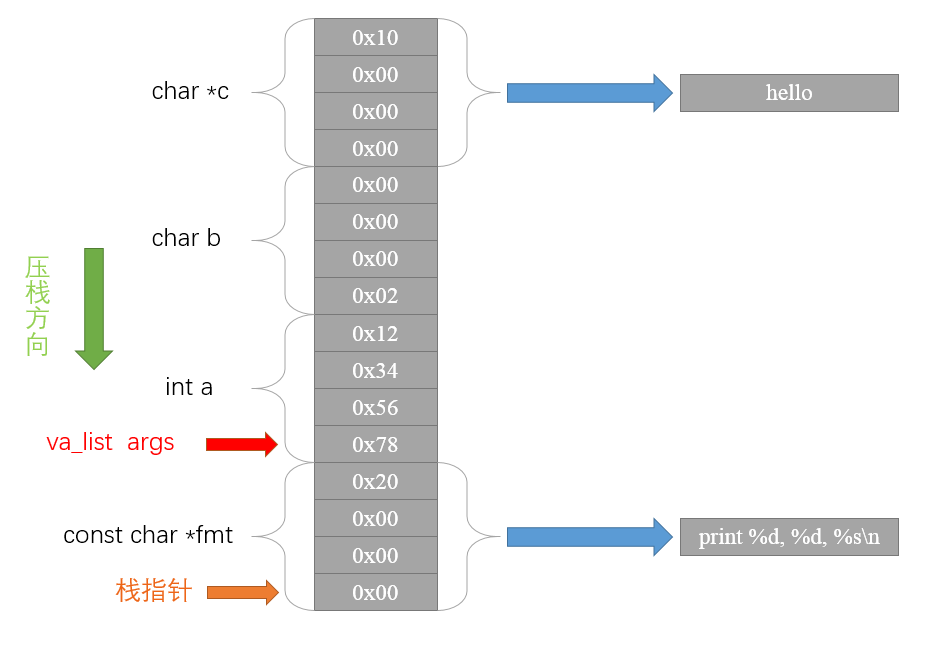 0x10
char *c
0x00
hello
0x00
0x00
0x00
0x00
char b
0x00
0x02
压栈方向
0x12
0x34
int a
0x56
va_list args
0x78
0x20
0x00
const char *fmt
print %d, %d, %s\n
0x00
栈指针
0x00